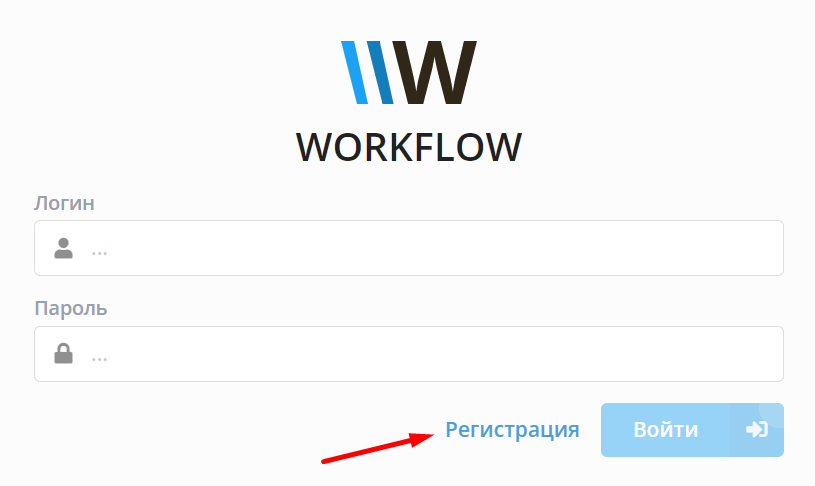 \\W
WORKFLOW
Логин
...
Пароль
...
Регистрация Войти